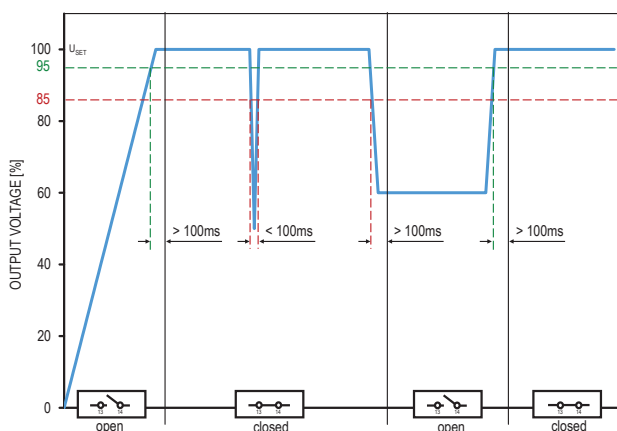 100
U_SET
95
85
80
60
40
20
0
OUTPUT VOLTAGE [%]
> 100ms
< 100ms
> 100ms
> 100ms
13 14
13 14
13 14
13 14
open
closed
open
closed